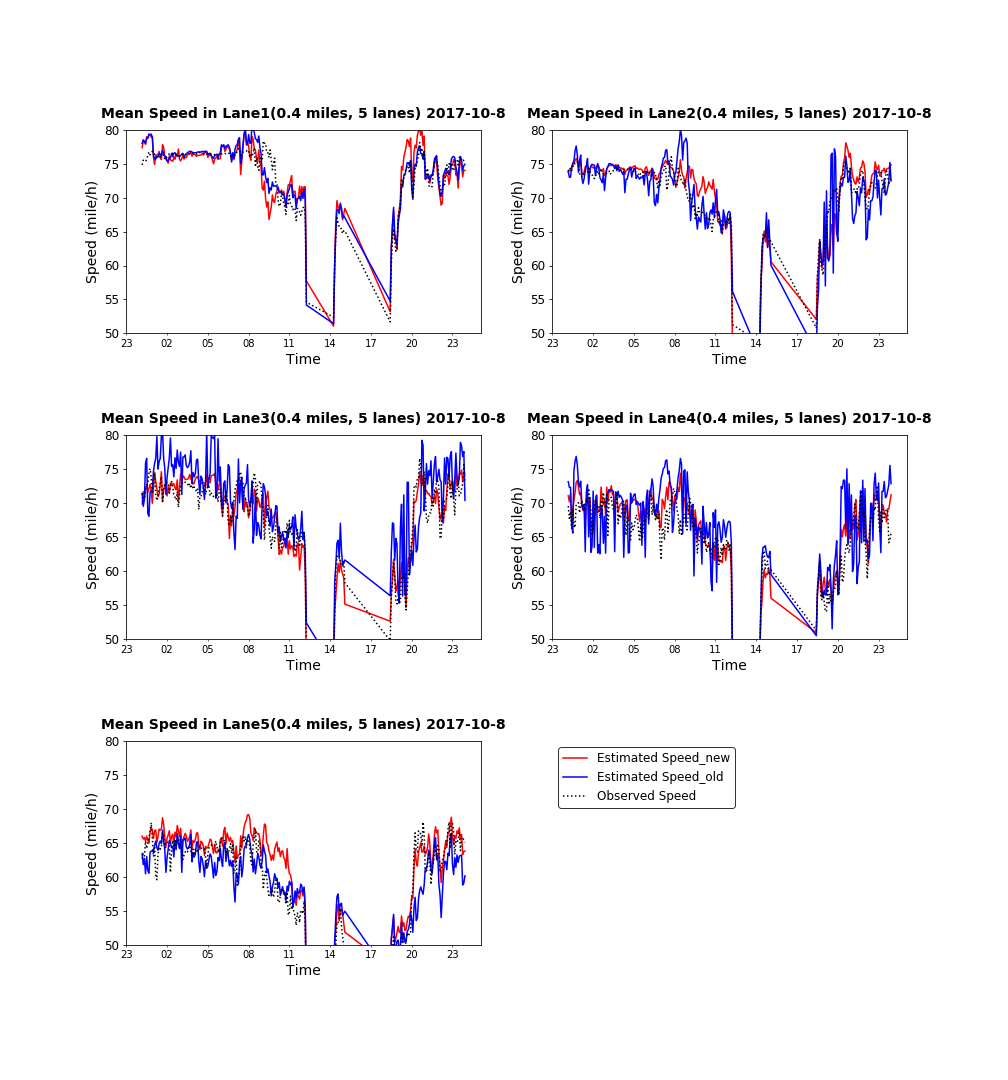 Mean Speed in Lane1(0.4 miles, 5 lanes) 2017-10-8
80
75
70
65
60
55
50
Speed (mile/h)
23 02 05 08 11 14 17 20 23
Time
Mean Speed in Lane2(0.4 miles, 5 lanes) 2017-10-8
80
75
70
65
60
55
50
Speed (mile/h)
23 02 05 08 11 14 17 20 23
Time
Mean Speed in Lane3(0.4 miles, 5 lanes) 2017-10-8
80
75
70
65
60
55
50
Speed (mile/h)
23 02 05 08 11 14 17 20 23
Time
Mean Speed in Lane4(0.4 miles, 5 lanes) 2017-10-8
80
75
70
65
60
55
50
Speed (mile/h)
23 02 05 08 11 14 17 20 23
Time
Mean Speed in Lane5(0.4 miles, 5 lanes) 2017-10-8
80
75
70
65
60
55
50
Speed (mile/h)
23 02 05 08 11 14 17 20 23
Time
Estimated Speed_new
Estimated Speed_old
Observed Speed